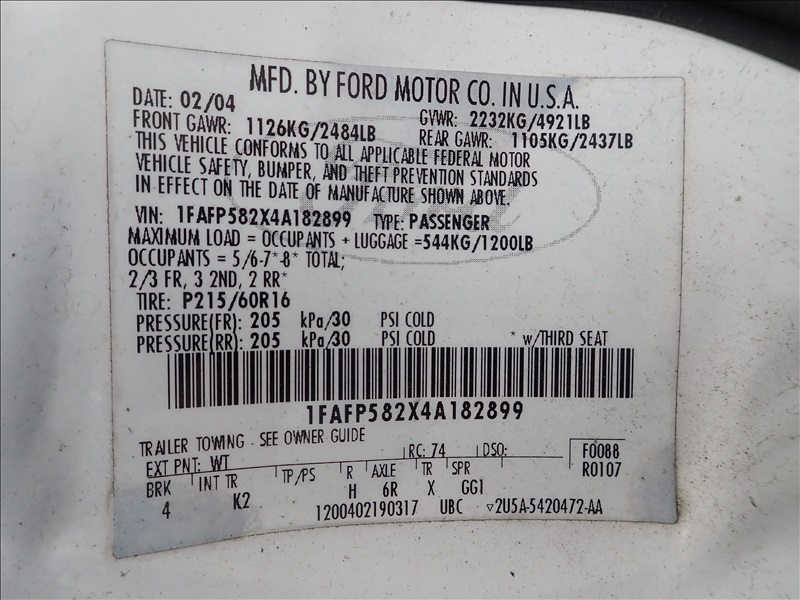 MFD. BY FORD MOTOR CO. IN U.S.A.
DATE: 02/04 GVWR: 2232KG/4921LB
FRONT GAWR: 1126KG/2484LB REAR GAWR: 1105KG/2437LB
THIS VEHICLE CONFORMS TO ALL APPLICABLE FEDERAL MOTOR
VEHICLE SAFETY, BUMPER, AND THEFT PREVENTION STANDARDS
IN EFFECT ON THE DATE OF MANUFACTURE SHOWN ABOVE.
VIN: 1FAFP582X4A182899 TYPE: PASSENGER
MAXIMUM LOAD = OCCUPANTS + LUGGAGE =544KG/1200LB
OCCUPANTS = 5/6-7*-8* TOTAL;
2/3 FR, 3 2ND, 2 RR*
TIRE: P215/60R16
PRESSURE(FR): 205 kPa/30 PSI COLD
PRESSURE(RR): 205 kPa/30 PSI COLD * w/THIRD SEAT
1FAFP582X4A182899
TRAILER TOWING - SEE OWNER GUIDE
EXT PNT: WT RC: 74 DSO: F0088
R0107
BRK INT TR TP/PS R AXLE TR SPR
4 K2 H 6R X GG1
1200402190317 UBC ▽2U5A-5420472-AA